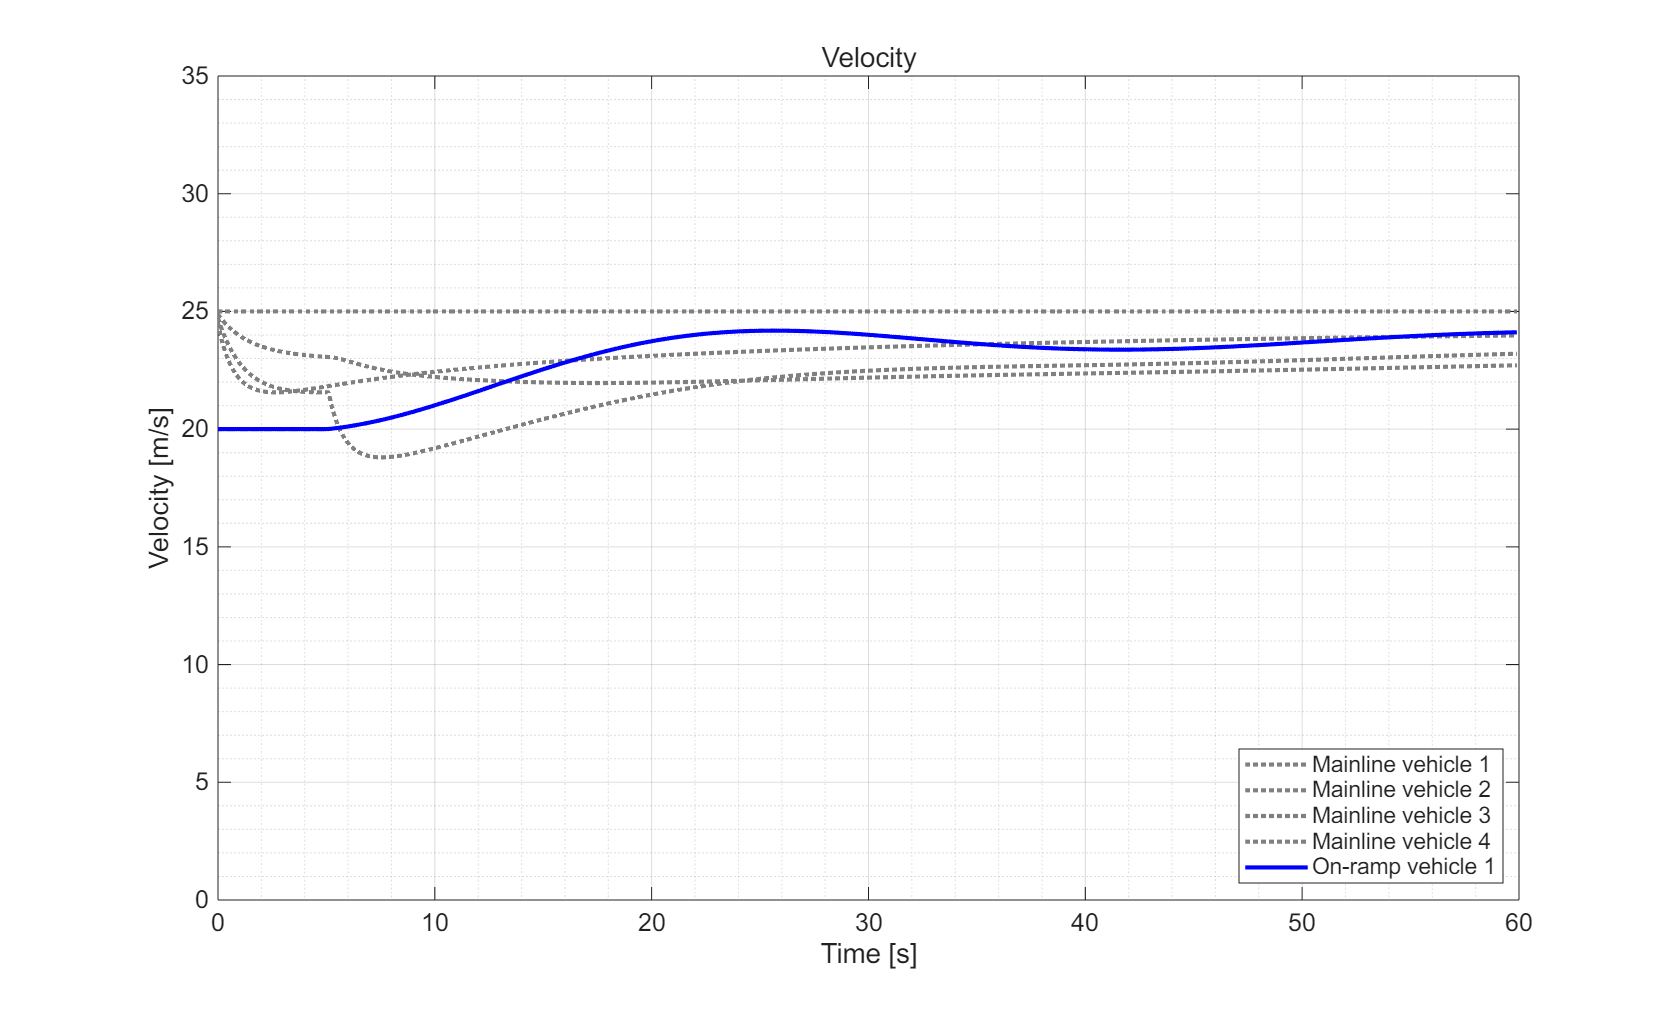 Velocity
35
30
25
20
15
10
5
0
Velocity [m/s]
0 10 20 30 40 50 60
Time [s]
Mainline vehicle 1
Mainline vehicle 2
Mainline vehicle 3
Mainline vehicle 4
On-ramp vehicle 1